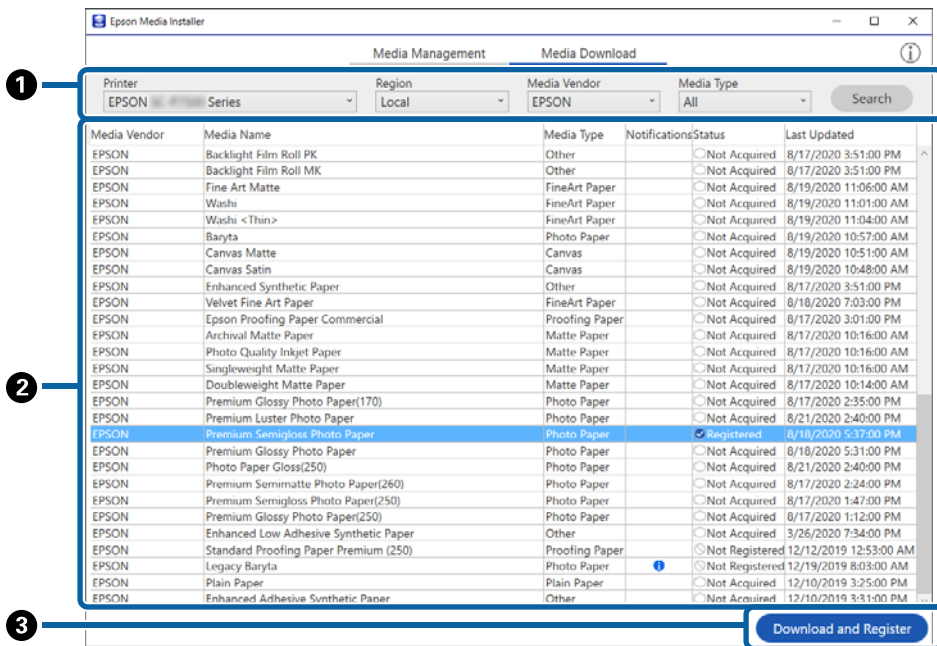 Epson Media Installer
Media Management Media Download
1
Printer Region Media Vendor Media Type
EPSON Series Local EPSON All Search
2
Media Vendor Media Name Media Type Notifications Status Last Updated
EPSON Backlight Film Roll PK Other Not Acquired 8/17/2020 3:51:00 PM
EPSON Backlight Film Roll MK Other Not Acquired 8/17/2020 3:51:00 PM
EPSON Fine Art Matte FineArt Paper Not Acquired 8/19/2020 11:06:00 AM
EPSON Washi FineArt Paper Not Acquired 8/19/2020 11:01:00 AM
EPSON Washi <Thin> FineArt Paper Not Acquired 8/19/2020 11:04:00 AM
EPSON Baryta Photo Paper Not Acquired 8/19/2020 10:57:00 AM
EPSON Canvas Matte Canvas Not Acquired 8/19/2020 10:51:00 AM
EPSON Canvas Satin Canvas Not Acquired 8/19/2020 10:48:00 AM
EPSON Enhanced Synthetic Paper Other Not Acquired 8/17/2020 3:51:00 PM
EPSON Velvet Fine Art Paper FineArt Paper Not Acquired 8/18/2020 7:03:00 PM
EPSON Epson Proofing Paper Commercial Proofing Paper Not Acquired 8/17/2020 3:01:00 PM
EPSON Archival Matte Paper Matte Paper Not Acquired 8/17/2020 10:16:00 AM
EPSON Photo Quality Inkjet Paper Matte Paper Not Acquired 8/17/2020 10:16:00 AM
EPSON Singleweight Matte Paper Matte Paper Not Acquired 8/17/2020 10:16:00 AM
EPSON Doubleweight Matte Paper Matte Paper Not Acquired 8/17/2020 10:14:00 AM
EPSON Premium Glossy Photo Paper(170) Photo Paper Not Acquired 8/17/2020 2:35:00 PM
EPSON Premium Luster Photo Paper Photo Paper Not Acquired 8/21/2020 2:40:00 PM
EPSON Premium Semigloss Photo Paper Photo Paper Registered 8/18/2020 5:37:00 PM
EPSON Premium Glossy Photo Paper Photo Paper Not Acquired 8/18/2020 5:31:00 PM
EPSON Photo Paper Gloss(250) Photo Paper Not Acquired 8/21/2020 2:40:00 PM
EPSON Premium Semimatte Photo Paper(260) Photo Paper Not Acquired 8/17/2020 2:24:00 PM
EPSON Premium Semigloss Photo Paper(250) Photo Paper Not Acquired 8/17/2020 1:47:00 PM
EPSON Premium Glossy Photo Paper(250) Photo Paper Not Acquired 8/17/2020 1:12:00 PM
EPSON Enhanced Low Adhesive Synthetic Paper Other Not Acquired 3/26/2020 7:34:00 PM
EPSON Standard Proofing Paper Premium (250) Proofing Paper Not Registered 12/12/2019 12:53:00 AM
EPSON Legacy Baryta Photo Paper Not Registered 12/19/2019 8:03:00 AM
EPSON Plain Paper Plain Paper Not Acquired 12/10/2019 3:25:00 PM
EPSON Enhanced Adhesive Synthetic Paper Other Not Acquired 12/10/2019 3:31:00 PM
3
Download and Register